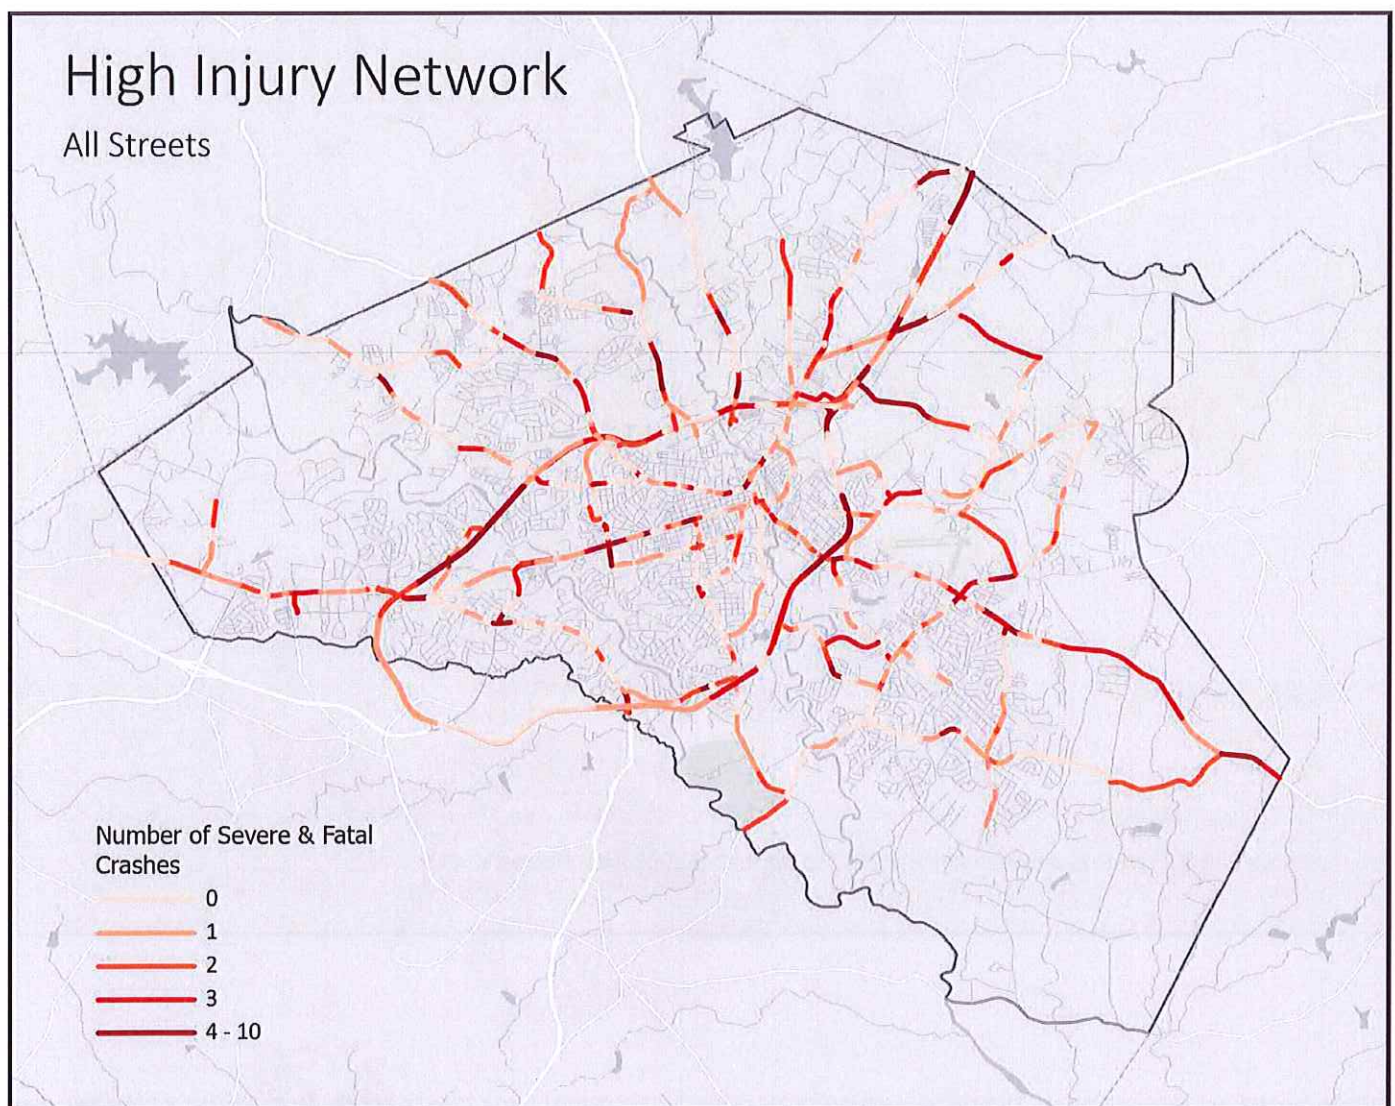 High Injury Network
All Streets
Number of Severe & Fatal
Crashes
0
1
2
3
4 - 10